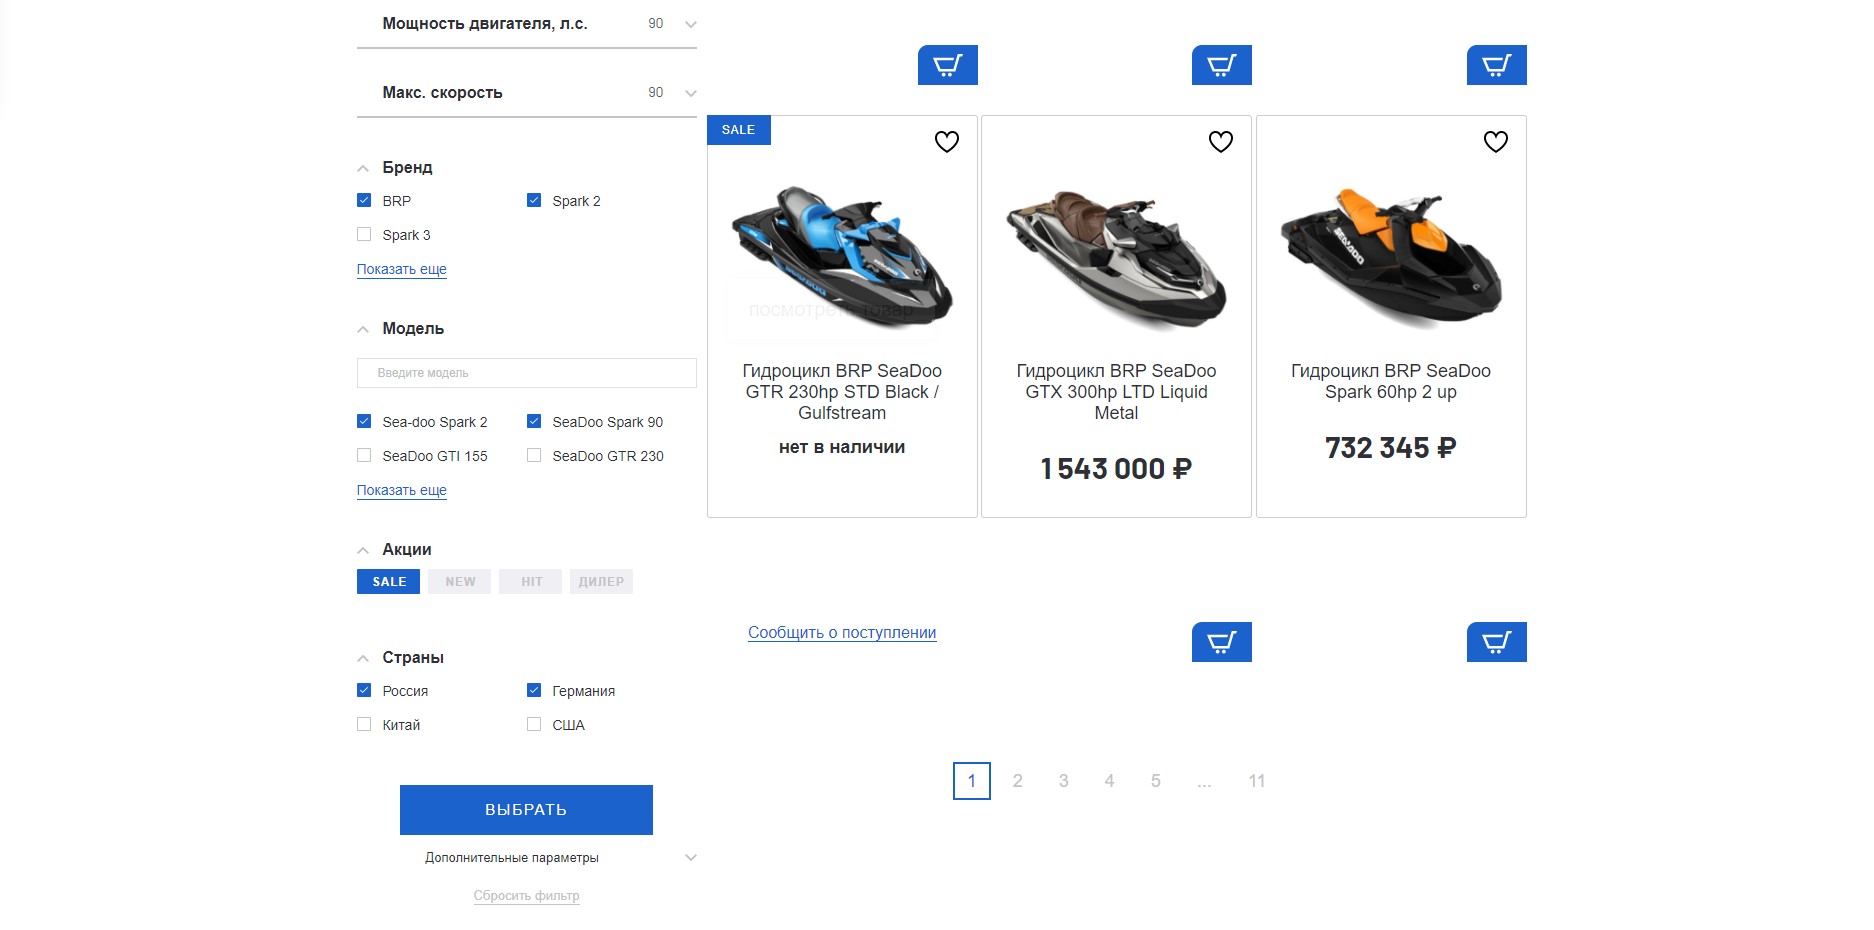 Мощность двигателя, л.с.
90
Макс. скорость
90
Бренд
BRP
Spark 2
Spark 3
Показать еще
Модель
Введите модель
Sea-doo Spark 2
SeaDoo Spark 90
SeaDoo GTI 155
SeaDoo GTR 230
Показать еще
Акции
SALE
NEW
HIT
ДИЛЕР
Страны
Россия
Германия
Китай
США
ВЫБРАТЬ
Дополнительные параметры
Сбросить фильтр
SALE
посмотреть товар
Гидроцикл BRP SeaDoo
GTR 230hp STD Black /
Gulfstream
нет в наличии
Сообщить о поступлении
Гидроцикл BRP SeaDoo
GTX 300hp LTD Liquid
Metal
1 543 000 ₽
SEA-DOO
Гидроцикл BRP SeaDoo
Spark 60hp 2 up
732 345 ₽
1 2 3 4 5 ... 11